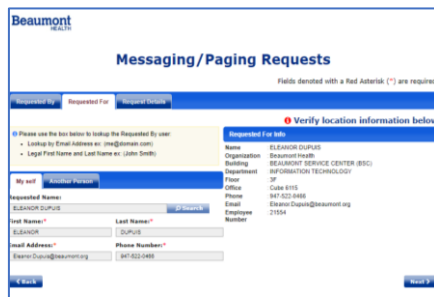 Beaumont
HEALTH
Messaging/Paging Requests
Fields denoted with a Red Asterisk (*) are required
Requested By
Requested For
Request Details
Verify location information below
Please use the box below to lookup the Requested By user:
• Lookup by Email Address ex: (me@domain.com)
• Legal First Name and Last Name ex: (John Smith)
My self
Another Person
Requested Name:
ELEANOR DUPUIS
Search
First Name:*
Last Name:*
ELEANOR
DUPUIS
Email Address:*
Phone Number:*
Eleanor.Dupuis@beaumont.org
947-522-0466
Requested For Info
Name ELEANOR DUPUIS
Organization Beaumont Health
Building BEAUMONT SERVICE CENTER (BSC)
Department INFORMATION TECHNOLOGY
Floor 3F
Office Cube 6115
Phone 947-522-0466
Email Eleanor.Dupuis@beaumont.org
Employee Number 21554
Back
Next